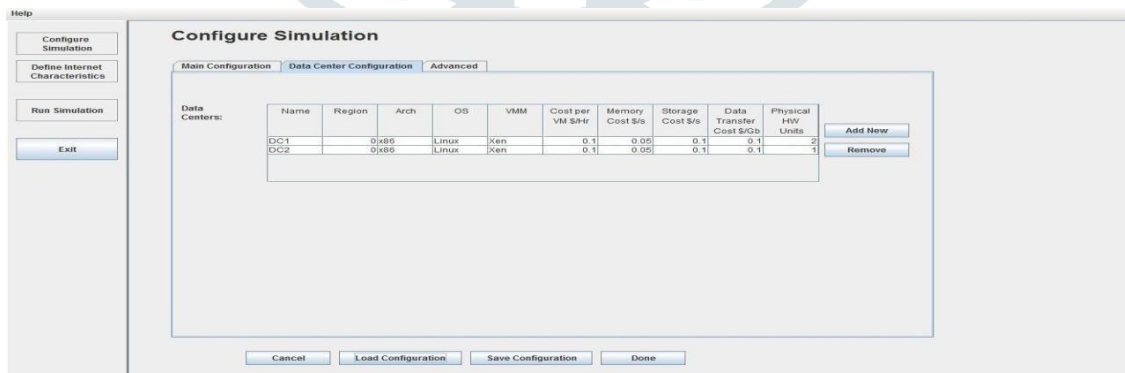 Help
Configure Simulation
Configure
Simulation
Define Internet
Characteristics
Run Simulation
Exit
Main Configuration Data Center Configuration Advanced
Data
Centers:
Name Region Arch OS VMM Cost per VM $/Hr Memory Cost $/s Storage Cost $/s Data Transfer Cost $/Gb Physical HW Units
DC1 0 x86 Linux Xen 0.1 0.05 0.1 0.1 2
DC2 0 x86 Linux Xen 0.1 0.05 0.1 0.1 1
Add New
Remove
Cancel Load Configuration Save Configuration Done